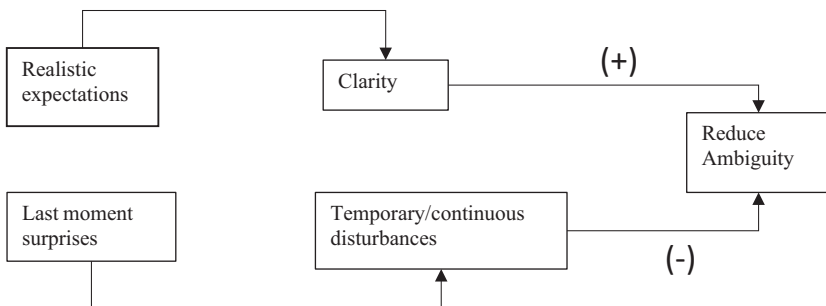 Realistic
expectations
Clarity
(+)
Reduce
Ambiguity
Last moment
surprises
Temporary/continuous
disturbances
(-)